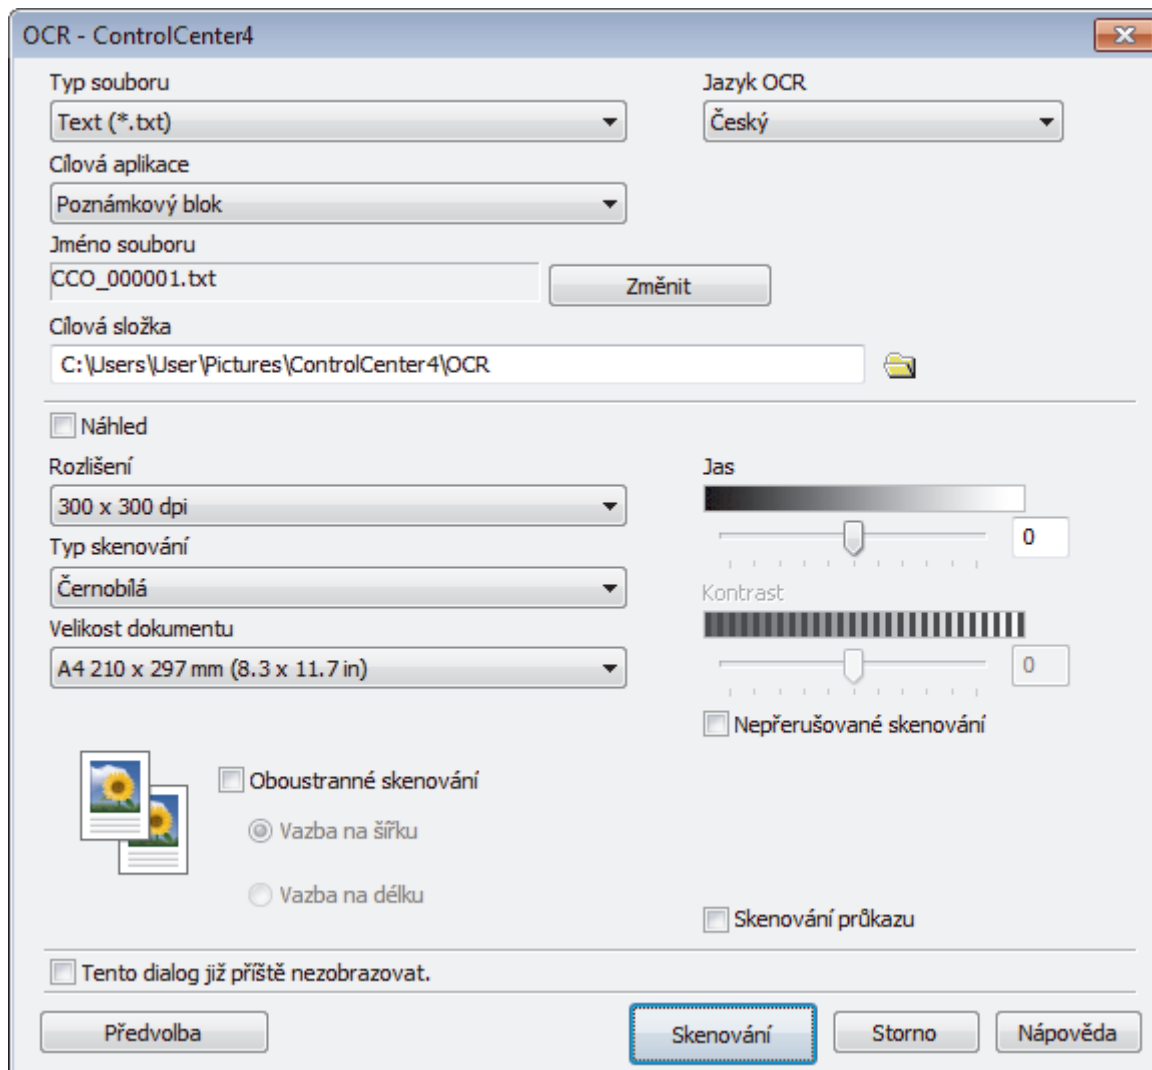 OCR - ControlCenter4
Typ souboru
Jazyk OCR
Text (*.txt)
Český
Cílová aplikace
Poznámkový blok
Jméno souboru
CCO_000001.txt
Změnit
Cílová složka
C:\Users\User\Pictures\ControlCenter4\OCR
Náhled
Rozlišení
Jas
300 x 300 dpi
0
Typ skenování
Kontrast
Černobílá
Velikost dokumentu
0
A4 210 x 297 mm (8.3 x 11.7 in)
Nepřerušované skenování
Oboustranné skenování
Vazba na šířku
Vazba na délku
Skenování průkazu
Tento dialog již příště nezobrazovat.
Předvolba
Skenování
Storno
Nápověda